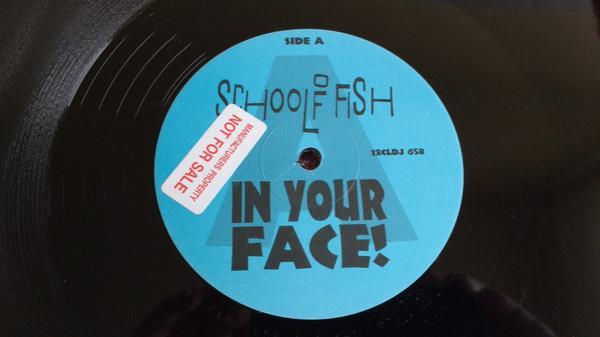 SIDE A
SCHOOL OF FISH
12CLDJ 658
MANUFACTURERS PROPERTY
NOT FOR SALE
IN YOUR
FACE!